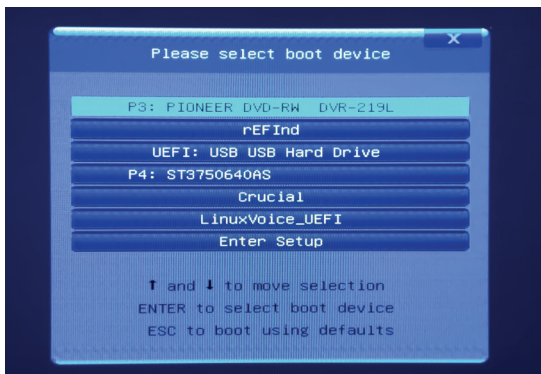 X
Please select boot device
P3: PIONEER DVD-RW DVR-219L
rEFInd
UEFI: USB USB Hard Drive
P4: ST3750640AS
Crucial
LinuxVoice_UEFI
Enter Setup
↑ and ↓ to move selection
ENTER to select boot device
ESC to boot using defaults